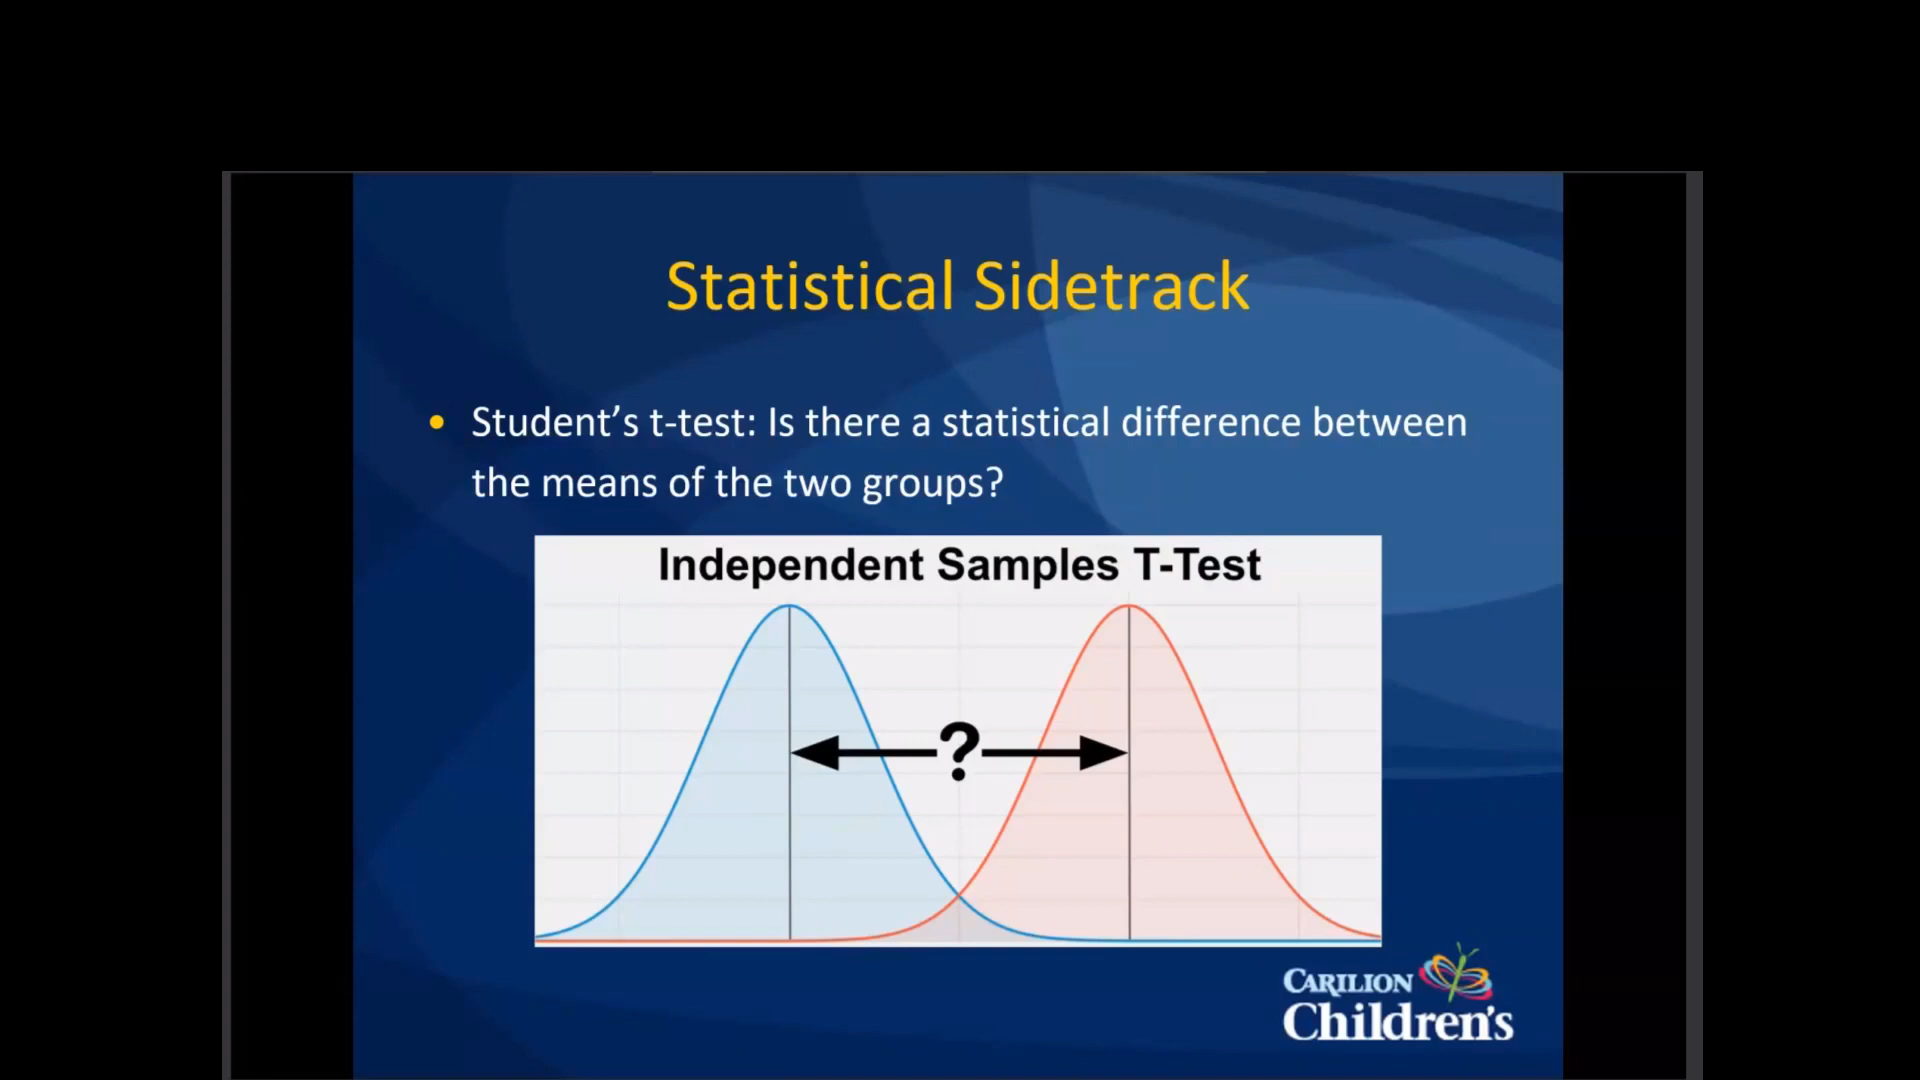 Statistical Sidetrack
• Student’s t-test: Is there a statistical difference between
the means of the two groups?
Independent Samples T-Test
?
CARILION
Children's